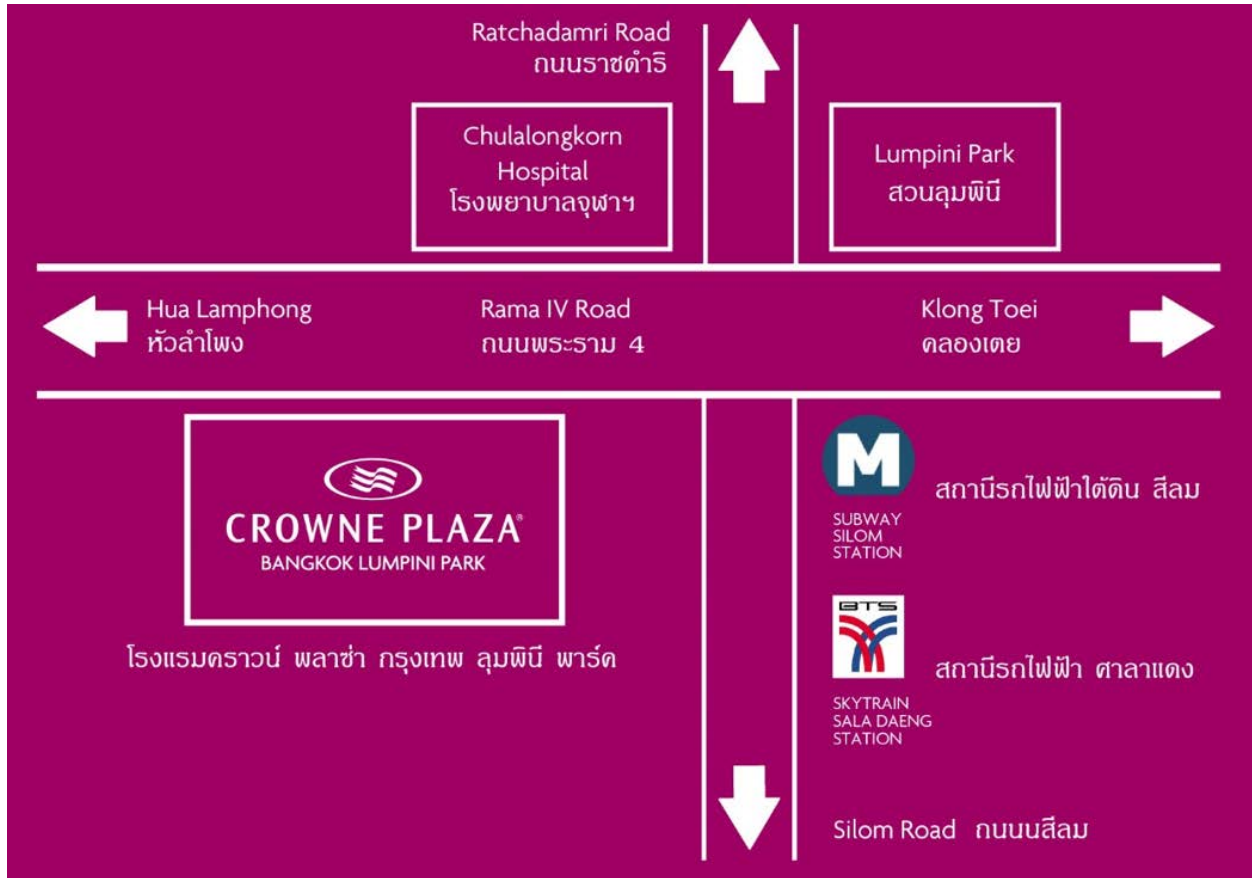 Ratchadamri Road
ถนนราชดำริ
Chulalongkorn
Hospital
โรงพยาบาลจุฬาฯ
Lumpini Park
สวนลุมพินี
Hua Lamphong
หัวลำโพง
Rama IV Road
ถนนพระราม 4
Klong Toei
คลองเตย
CROWNE PLAZA®
BANGKOK LUMPINI PARK
โรงแรมคราวน์ พลาซ่า กรุงเทพ ลุมพินี พาร์ค
M
สถานีรถไฟฟ้าใต้ดิน สีลม
SUBWAY
SILOM
STATION
BTS
สถานีรถไฟฟ้า ศาลาแดง
SKYTRAIN
SALA DAENG
STATION
Silom Road ถนนสีลม